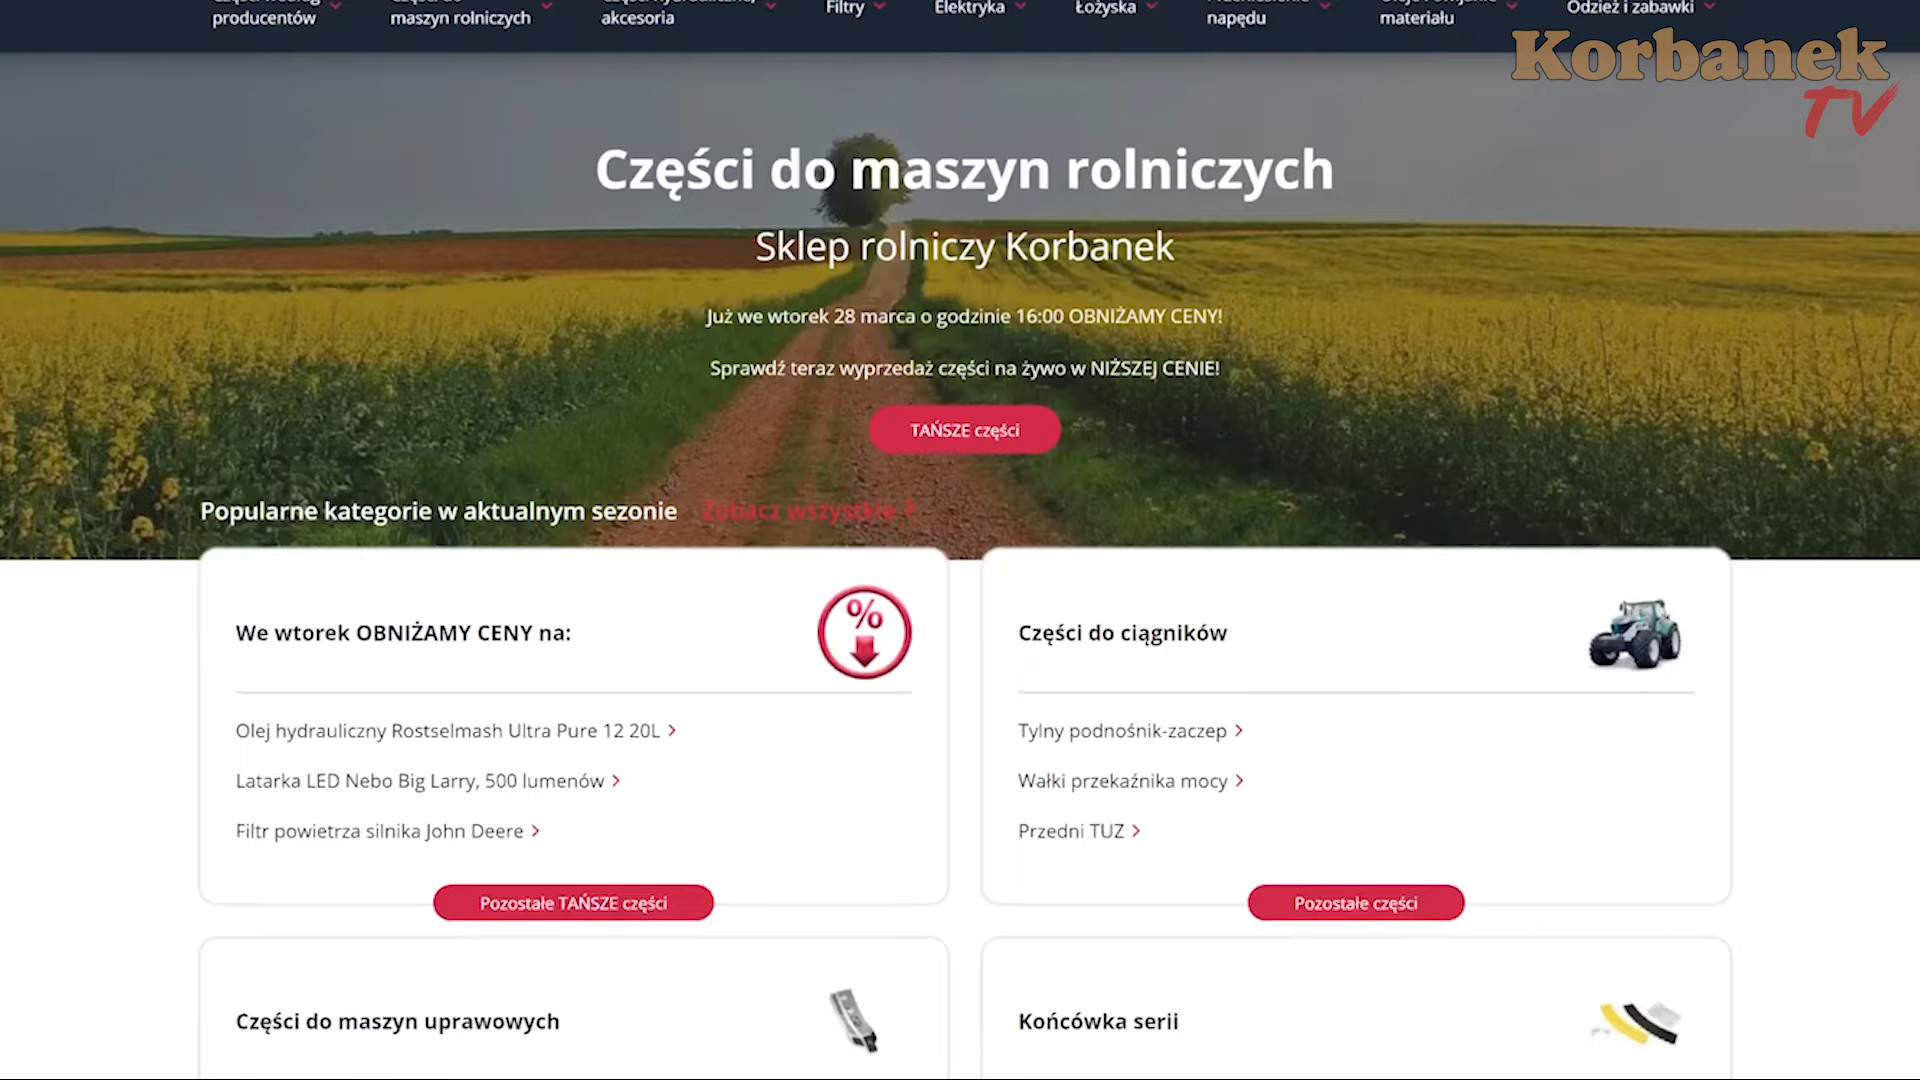 producentów
maszyn rolniczych
akcesoria
Filtry
Elektryka
Łożyska
napędu
materiału
Odzież i zabawki
Korbanek
TV
Części do maszyn rolniczych
Sklep rolniczy Korbanek
Już we wtorek 28 marca o godzinie 16:00 OBNIŻAMY CENY!
Sprawdź teraz wyprzedaż części na żywo w NIŻSZEJ CENIE!
TAŃSZE części
Popularne kategorie w aktualnym sezonie
Zobacz wszystkie
We wtorek OBNIŻAMY CENY na:
%
Olej hydrauliczny Rostselmash Ultra Pure 12 20L
Latarka LED Nebo Big Larry, 500 lumenów
Filtr powietrza silnika John Deere
Pozostałe TAŃSZE części
Części do ciągników
Tylny podnośnik-zaczep
Wałki przekaźnika mocy
Przedni TUZ
Pozostałe części
Części do maszyn uprawowych
Końcówka serii